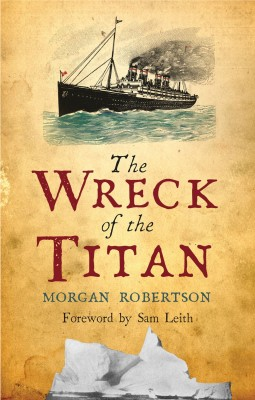 The
WRECK
of the
TITAN
MORGAN ROBERTSON
Foreword by Sam Leith